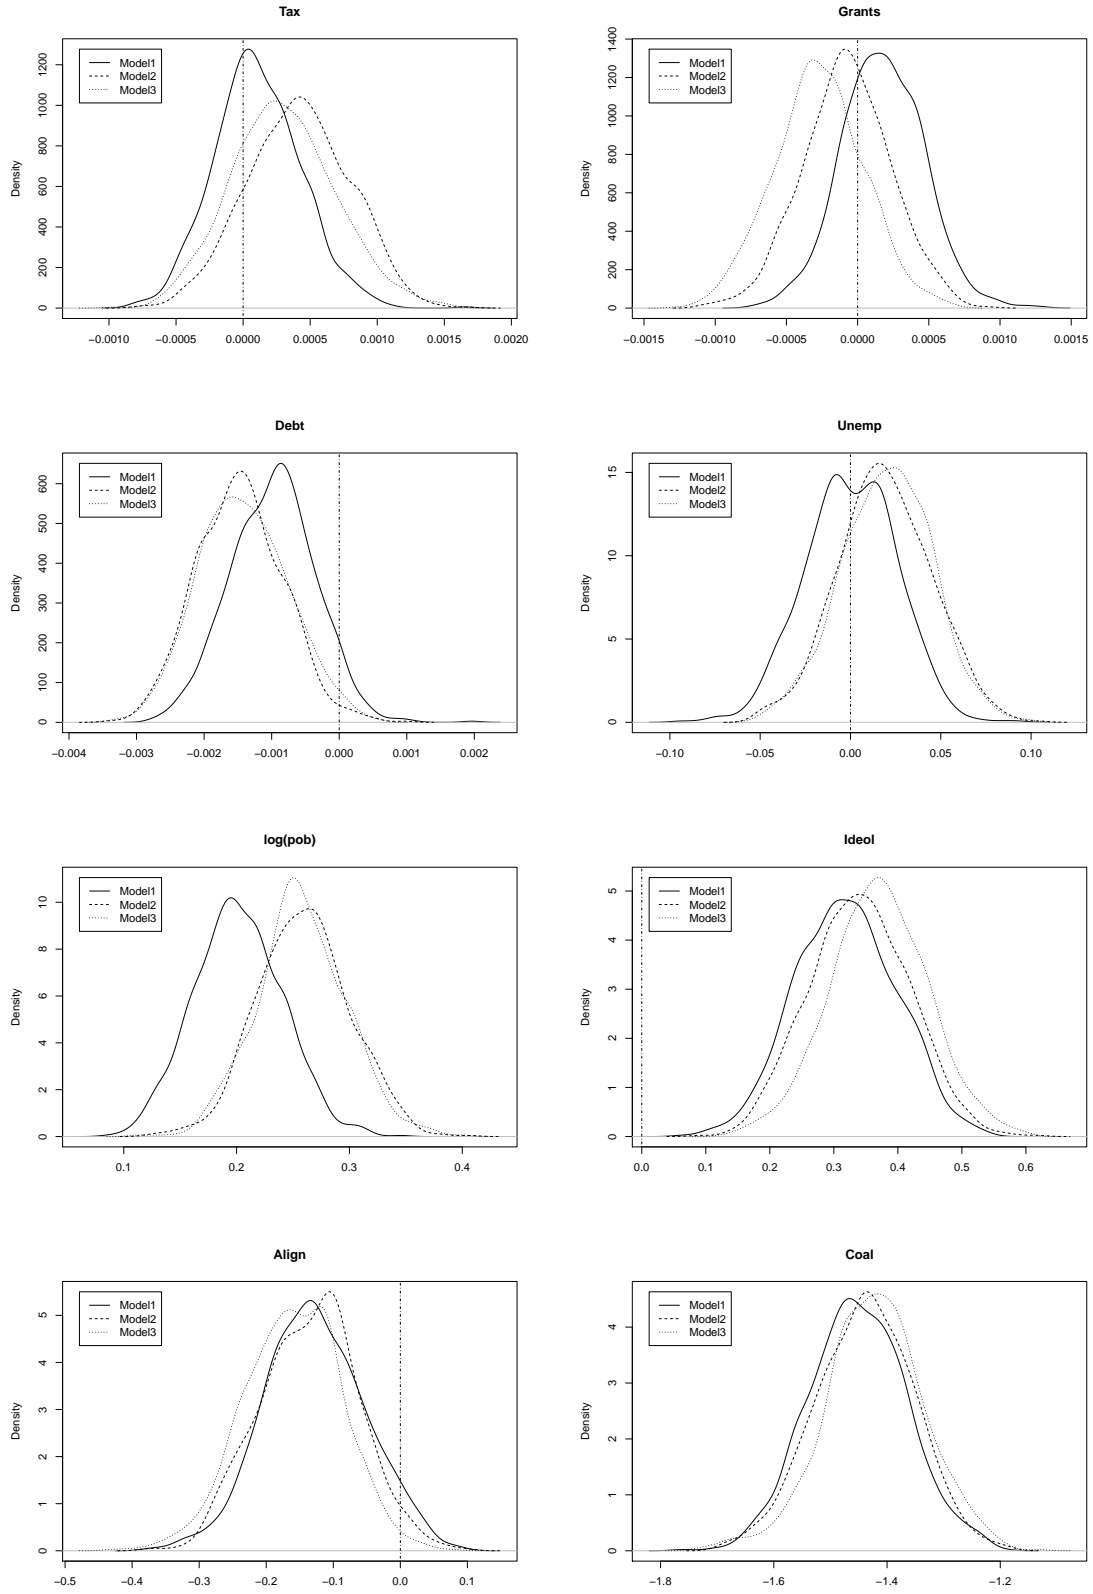 Tax
Density
0 200 400 600 800 1000 1200
Model1
Model2
Model3
−0.0010 −0.0005 0.0000 0.0005 0.0010 0.0015 0.0020
Grants
Density
0 200 400 600 800 1000 1200 1400
Model1
Model2
Model3
−0.0015 −0.0010 −0.0005 0.0000 0.0005 0.0010 0.0015
Debt
Density
0 100 200 300 400 500 600
Model1
Model2
Model3
−0.004 −0.003 −0.002 −0.001 0.000 0.001 0.002
Unemp
Density
0 5 10 15
Model1
Model2
Model3
−0.10 −0.05 0.00 0.05 0.10
log(pob)
Density
0 2 4 6 8 10
Model1
Model2
Model3
0.1 0.2 0.3 0.4
Ideol
Density
0 1 2 3 4 5
Model1
Model2
Model3
0.0 0.1 0.2 0.3 0.4 0.5 0.6
Align
Density
0 1 2 3 4 5
Model1
Model2
Model3
−0.5 −0.4 −0.3 −0.2 −0.1 0.0 0.1
Coal
Density
0 1 2 3 4
Model1
Model2
Model3
−1.8 −1.6 −1.4 −1.2